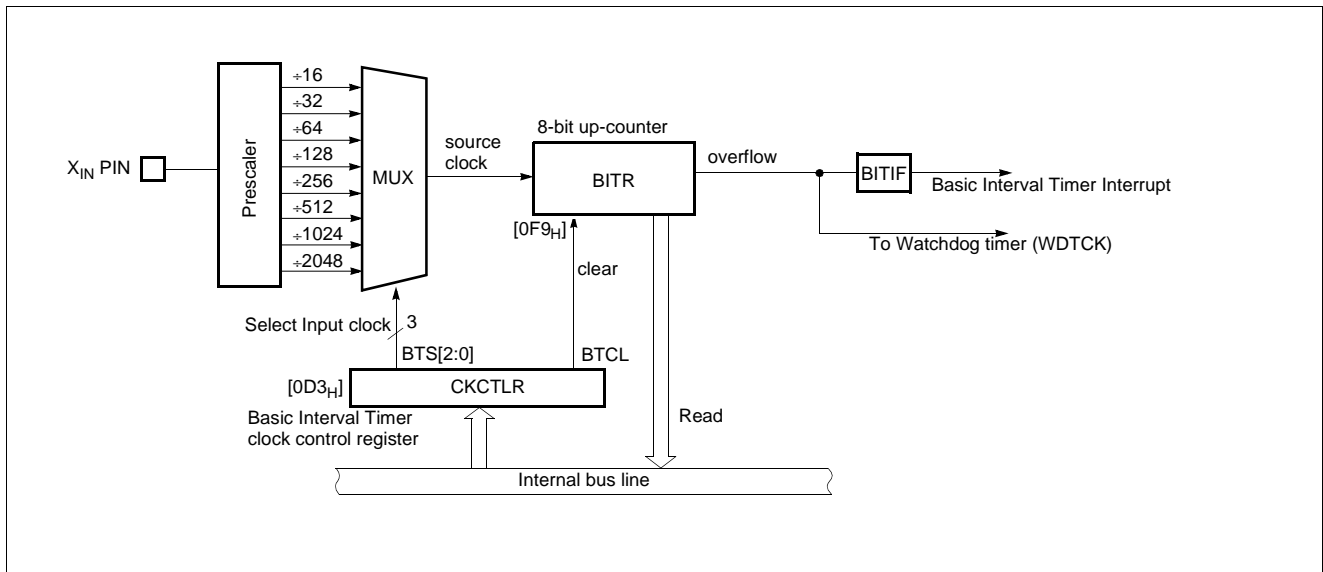 ÷16
÷32
÷64
÷128
÷256
÷512
÷1024
÷2048
XIN PIN
Prescaler
MUX
source
clock
8-bit up-counter
BITR
[0F9H]
overflow
BITIF
Basic Interval Timer Interrupt
To Watchdog timer (WDTCK)
clear
Select Input clock
3
BTS[2:0]
BTCL
[0D3H]
CKCTLR
Basic Interval Timer
clock control register
Read
Internal bus line